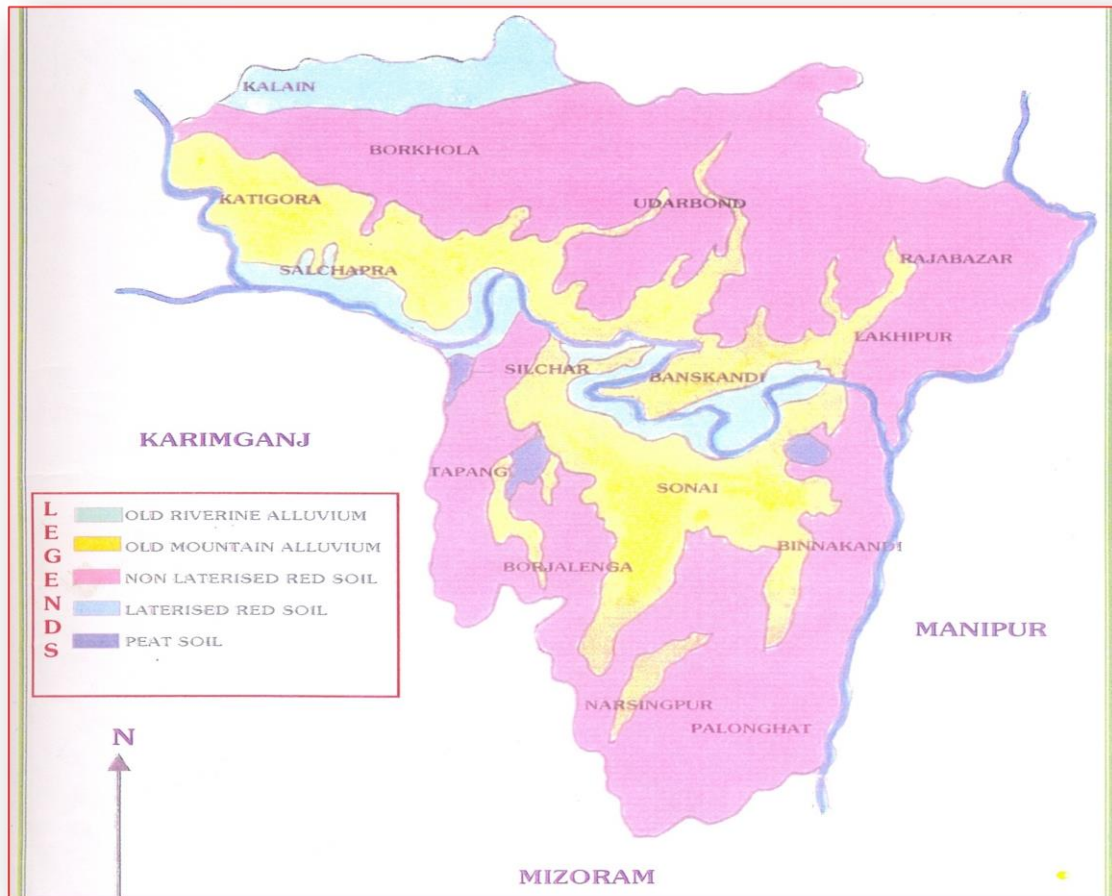 KALAIN
BORKHOLA
KATIGORA
UDARBOND
RAJABAZAR
SALCHAPRA
LAKHIPUR
SILCHAR
BANSKANDI
KARIMGANJ
TAPANG
SONAI
BINNAKANDI
BORJALENGA
MANIPUR
NARSINGPUR
PALONGHAT
MIZORAM
N
LEGENDS
OLD RIVERINE ALLUVIUM
OLD MOUNTAIN ALLUVIUM
NON LATERISED RED SOIL
LATERISED RED SOIL
PEAT SOIL